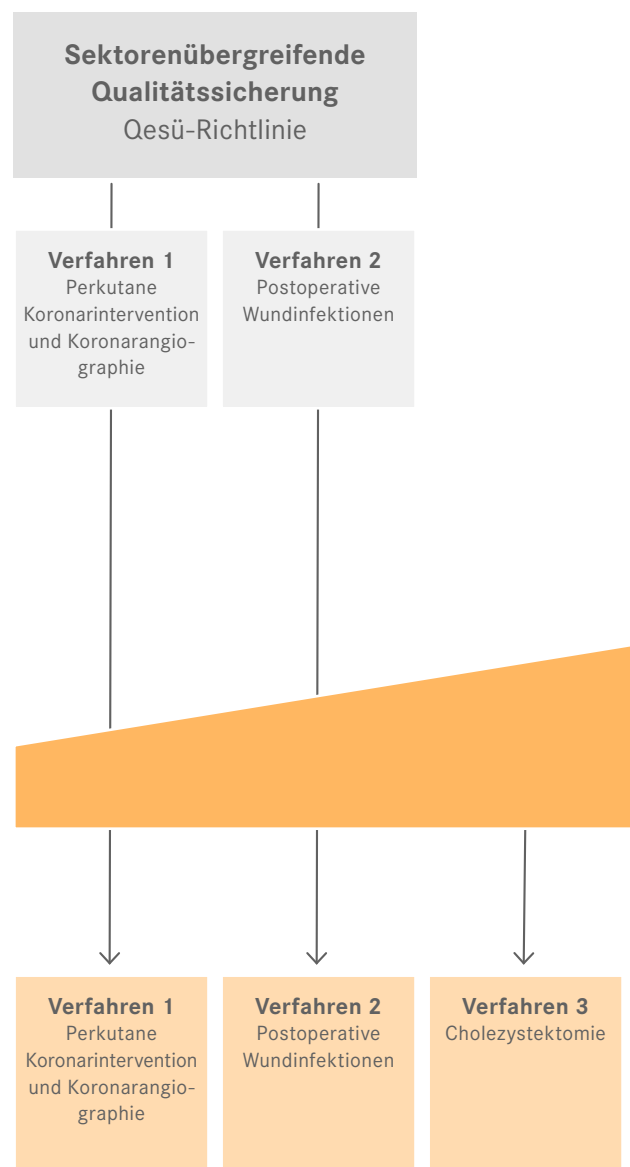 Sektorenübergreifende
Qualitätssicherung
Qesü-Richtlinie
Verfahren 1
Perkutane
Koronarintervention
und Koronarangio-
graphie
Verfahren 2
Postoperative
Wundinfektionen
Verfahren 1
Perkutane
Koronarintervention
und Koronarangio-
graphie
Verfahren 2
Postoperative
Wundinfektionen
Verfahren 3
Cholezystektomie